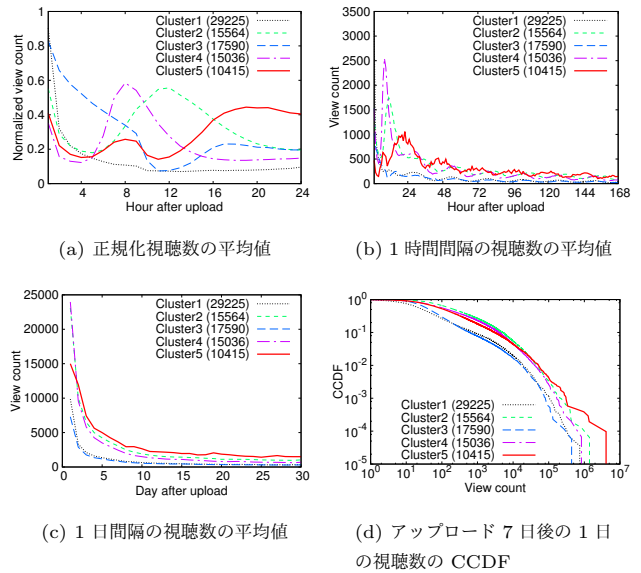 1
0.8
0.6
0.4
0.2
0
4
8
12
16
20
24
Normalized view count
Hour after upload
Cluster1 (29225)
Cluster2 (15564)
Cluster3 (17590)
Cluster4 (15036)
Cluster5 (10415)
(a) 正規化視聴数の平均値
3500
3000
2500
2000
1500
1000
500
0
24
48
72
96
120
144
168
View count
Hour after upload
Cluster1 (29225)
Cluster2 (15564)
Cluster3 (17590)
Cluster4 (15036)
Cluster5 (10415)
(b) 1 時間間隔の視聴数の平均値
25000
20000
15000
10000
5000
0
0
5
10
15
20
25
30
View count
Day after upload
Cluster1 (29225)
Cluster2 (15564)
Cluster3 (17590)
Cluster4 (15036)
Cluster5 (10415)
(c) 1 日間隔の視聴数の平均値
10^0
10^-1
10^-2
10^-3
10^-4
10^-5
10^0
10^1
10^2
10^3
10^4
10^5
10^6
10^7
CCDF
View count
Cluster1 (29225)
Cluster2 (15564)
Cluster3 (17590)
Cluster4 (15036)
Cluster5 (10415)
(d) アップロード 7 日後の 1 日
の視聴数の CCDF